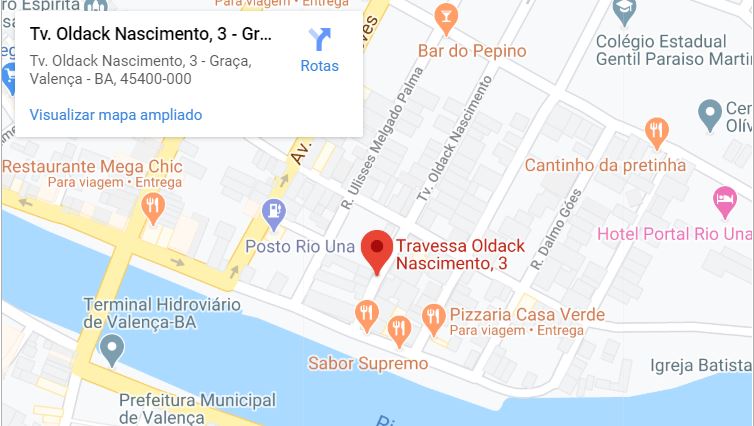 o Espírita
Tv. Oldack Nascimento, 3 - Gr...
Tv. Oldack Nascimento, 3 - Graça,
Valença - BA, 45400-000
Rotas
Visualizar mapa ampliado
viagem • Entrega
Bar do Pepino
Colégio Estadual
Gentil Paraiso Martin
Cer
Olív
Av.
R. Ulisses Melgado Palma
Tv. Oldack Nascimento
Cantinho da pretinha
Restaurante Mega Chic
Para viagem • Entrega
R. Dalmo Góes
Hotel Portal Rio Una
Posto Rio Una
Travessa Oldack
Nascimento, 3
Terminal Hidroviário
de Valença-BA
Pizzaria Casa Verde
Para viagem • Entrega
Sabor Supremo
Igreja Batista
Prefeitura Municipal
de Valença